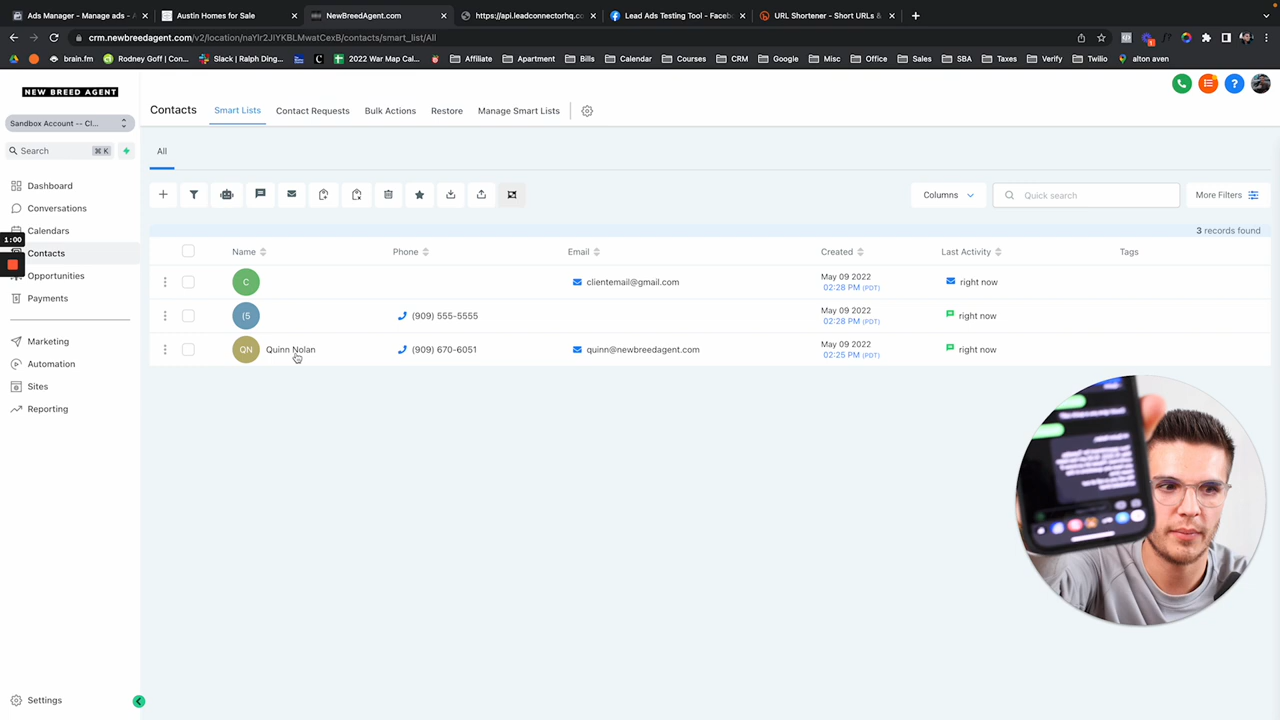 Ads Manager - Manage ads - A
Austin Homes for Sale
NewBreedAgent.com
https://api.leadconnectorhq.co
Lead Ads Testing Tool - Faceb
URL Shortener - Short URLs &
crm.newbreedagent.com/v2/location/naYlr2JIYKBLMwatCexB/contacts/smart_list/All
brain.fm
Rodney Goff | Con...
Slack | Ralph Ding...
2022 War Map Cal...
Affiliate
Apartment
Bills
Calendar
Courses
CRM
Google
Misc
Office
Sales
SBA
Taxes
Verify
Twilio
alton aven
NEW BREED AGENT
Sandbox Account -- Cl...
Search
⌘ K
Dashboard
Conversations
Calendars
1:00
Contacts
Opportunities
Payments
Marketing
Automation
Sites
Reporting
Settings
Contacts
Smart Lists
Contact Requests
Bulk Actions
Restore
Manage Smart Lists
All
Columns
Quick search
More Filters
3 records found
Name
Phone
Email
Created
Last Activity
Tags
C
clientemail@gmail.com
May 09 2022
02:28 PM (PDT)
right now
(5
(909) 555-5555
May 09 2022
02:28 PM (PDT)
right now
QN
Quinn Nolan
(909) 670-6051
quinn@newbreedagent.com
May 09 2022
02:25 PM (PDT)
right now